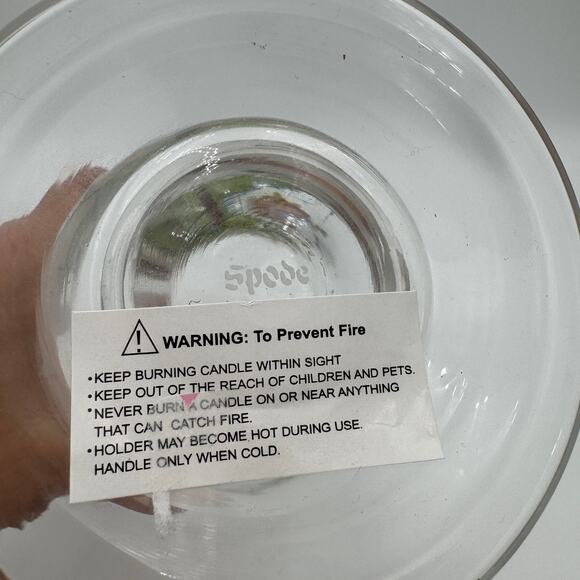 Spode
WARNING: To Prevent Fire
•KEEP BURNING CANDLE WITHIN SIGHT
•KEEP OUT OF THE REACH OF CHILDREN AND PETS.
•NEVER BURN A CANDLE ON OR NEAR ANYTHING
THAT CAN CATCH FIRE.
•HOLDER MAY BECOME HOT DURING USE.
HANDLE ONLY WHEN COLD.